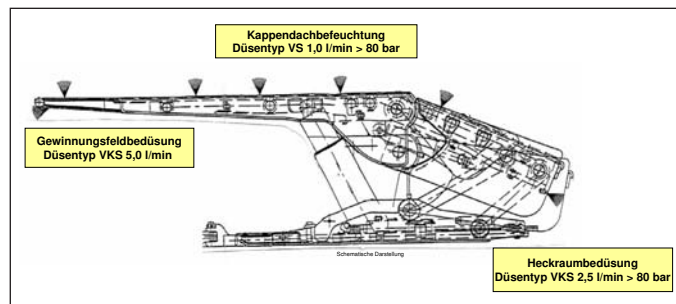 Kappendachbefeuchtung
Düsentyp VS 1,0 l/min > 80 bar
Gewinnungsfeldbedüsung
Düsentyp VKS 5,0 l/min
Schematische Darstellung
Heckraumbedüsung
Düsentyp VKS 2,5 l/min > 80 bar